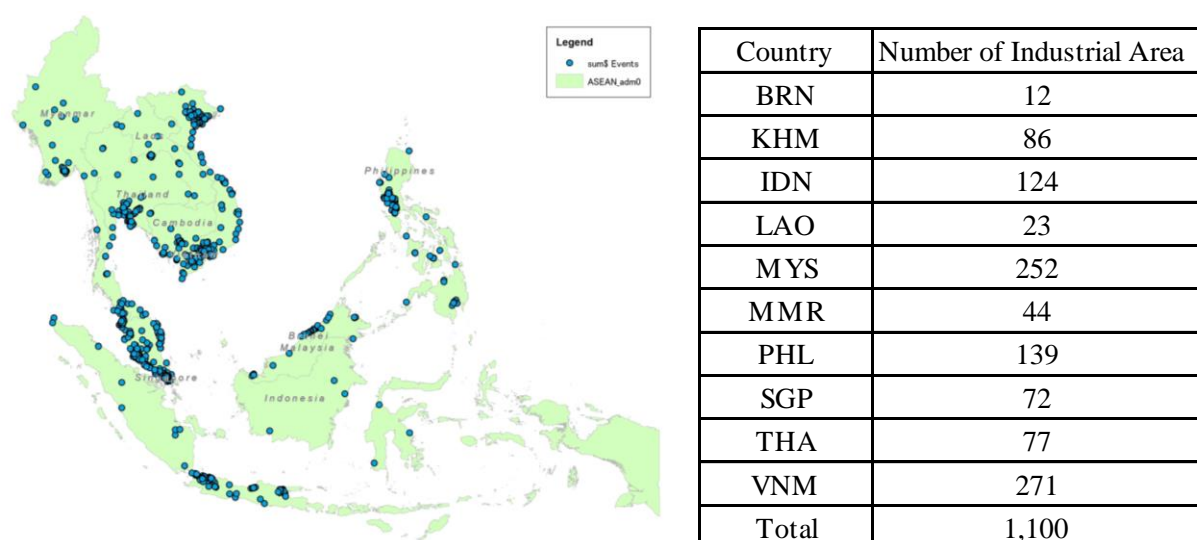 Legend
sum$ Events
ASEAN_adm0
Myanmar
Laos
Philippines
Thailand
Cambodia
Brunei
Malaysia
Singapore
Indonesia
Country Number of Industrial Area
BRN 12
KHM 86
IDN 124
LAO 23
MYS 252
MMR 44
PHL 139
SGP 72
THA 77
VNM 271
Total 1,100